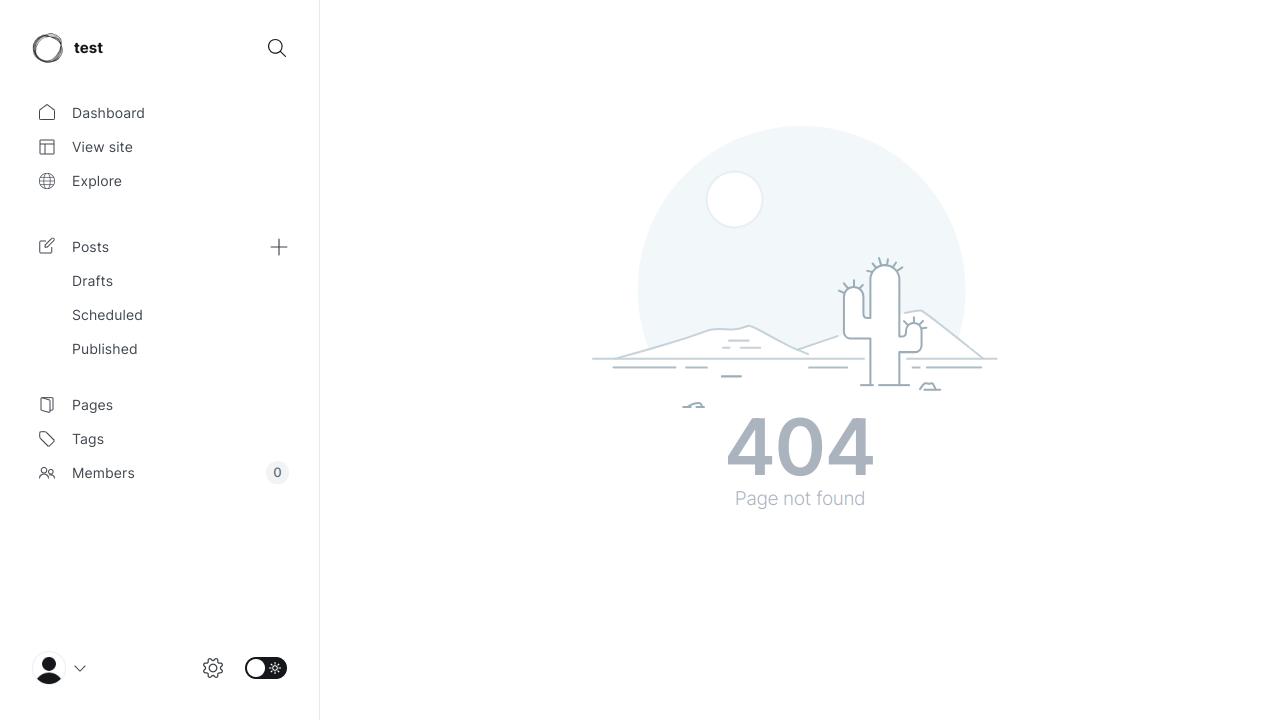 test
Dashboard
View site
Explore
Posts
Drafts
Scheduled
Published
Pages
Tags
Members
0
404
Page not found